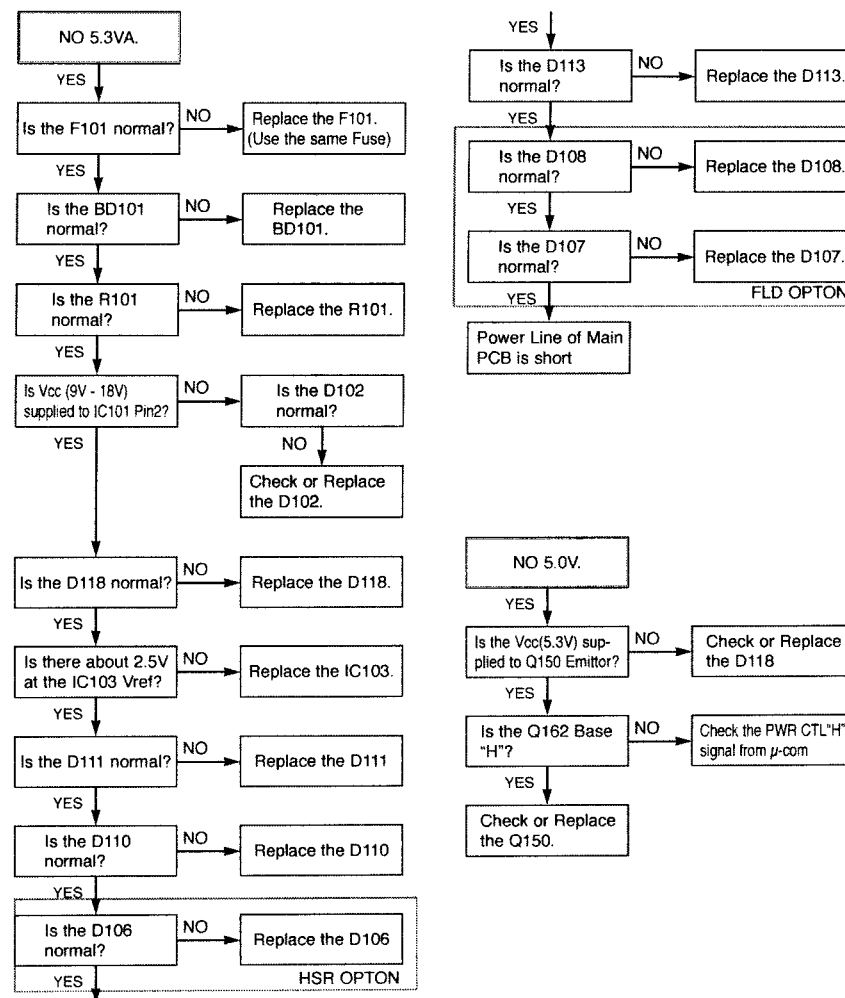 NO 5.3VA.
YES
Is the F101 normal?
NO
Replace the F101.
(Use the same Fuse)
YES
Is the BD101
normal?
NO
Replace the
BD101.
YES
Is the R101
normal?
NO
Replace the R101.
YES
Is Vcc (9V - 18V)
supplied to IC101 Pin2?
NO
Is the D102
normal?
NO
Check or Replace
the D102.
YES
Is the D118 normal?
NO
Replace the D118.
YES
Is there about 2.5V
at the IC103 Vref?
NO
Replace the IC103.
YES
Is the D111 normal?
NO
Replace the D111
YES
Is the D110
normal?
NO
Replace the D110
YES
Is the D106
normal?
NO
Replace the D106
HSR OPTON
YES
YES
Is the D113
normal?
NO
Replace the D113.
YES
Is the D108
normal?
NO
Replace the D108.
YES
Is the D107
normal?
NO
Replace the D107.
FLD OPTON
YES
Power Line of Main
PCB is short
NO 5.0V.
YES
Is the Vcc(5.3V) sup-
plied to Q150 Emittor?
NO
Check or Replace
the D118
YES
Is the Q162 Base
“H”?
NO
Check the PWR CTL“H”
signal from µ-com
YES
Check or Replace
the Q150.